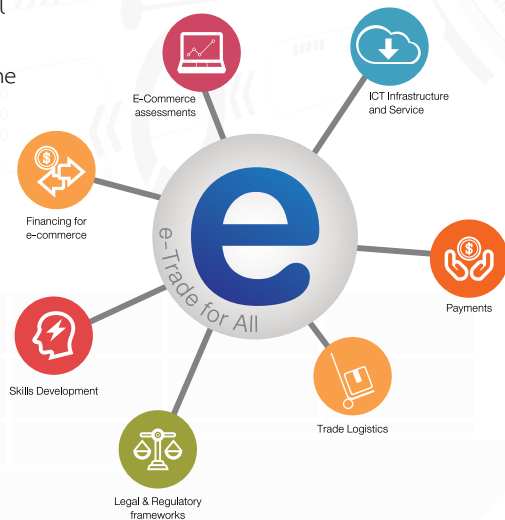 l
ne
E-Commerce
assessments
ICT Infrastructure
and Service
Financing for
e-commerce
e
e-Trade for All
Payments
Skills Development
Trade Logistics
Legal & Regulatory
frameworks